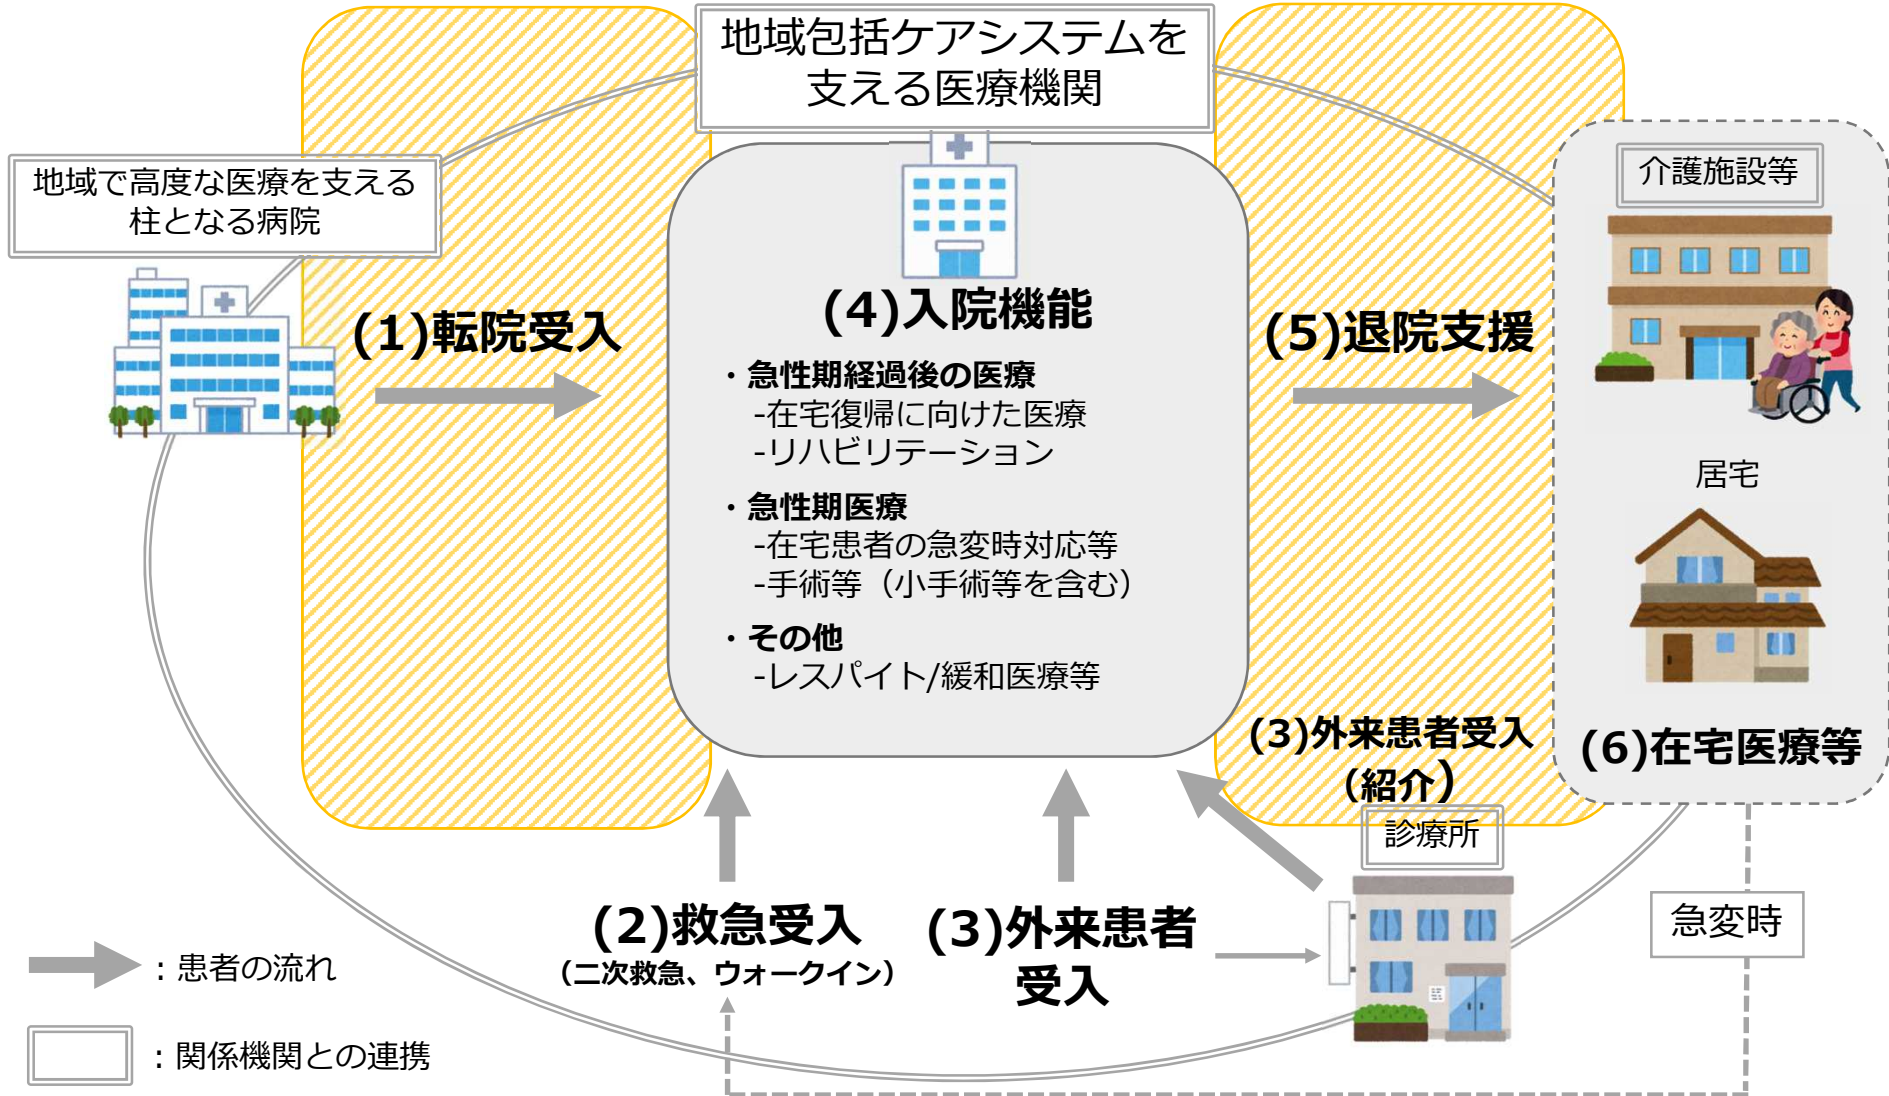 地域包括ケアシステムを
支える医療機関
地域で高度な医療を支える
柱となる病院
介護施設等
(1)転院受入
(4)入院機能
・急性期経過後の医療
-在宅復帰に向けた医療
-リハビリテーション
・急性期医療
-在宅患者の急変時対応等
-手術等（小手術等を含む）
・その他
-レスパイト/緩和医療等
(5)退院支援
居宅
(6)在宅医療等
(3)外来患者受入
（紹介）
診療所
(2)救急受入
（二次救急、ウォークイン）
(3)外来患者
受入
急変時
：患者の流れ
：関係機関との連携